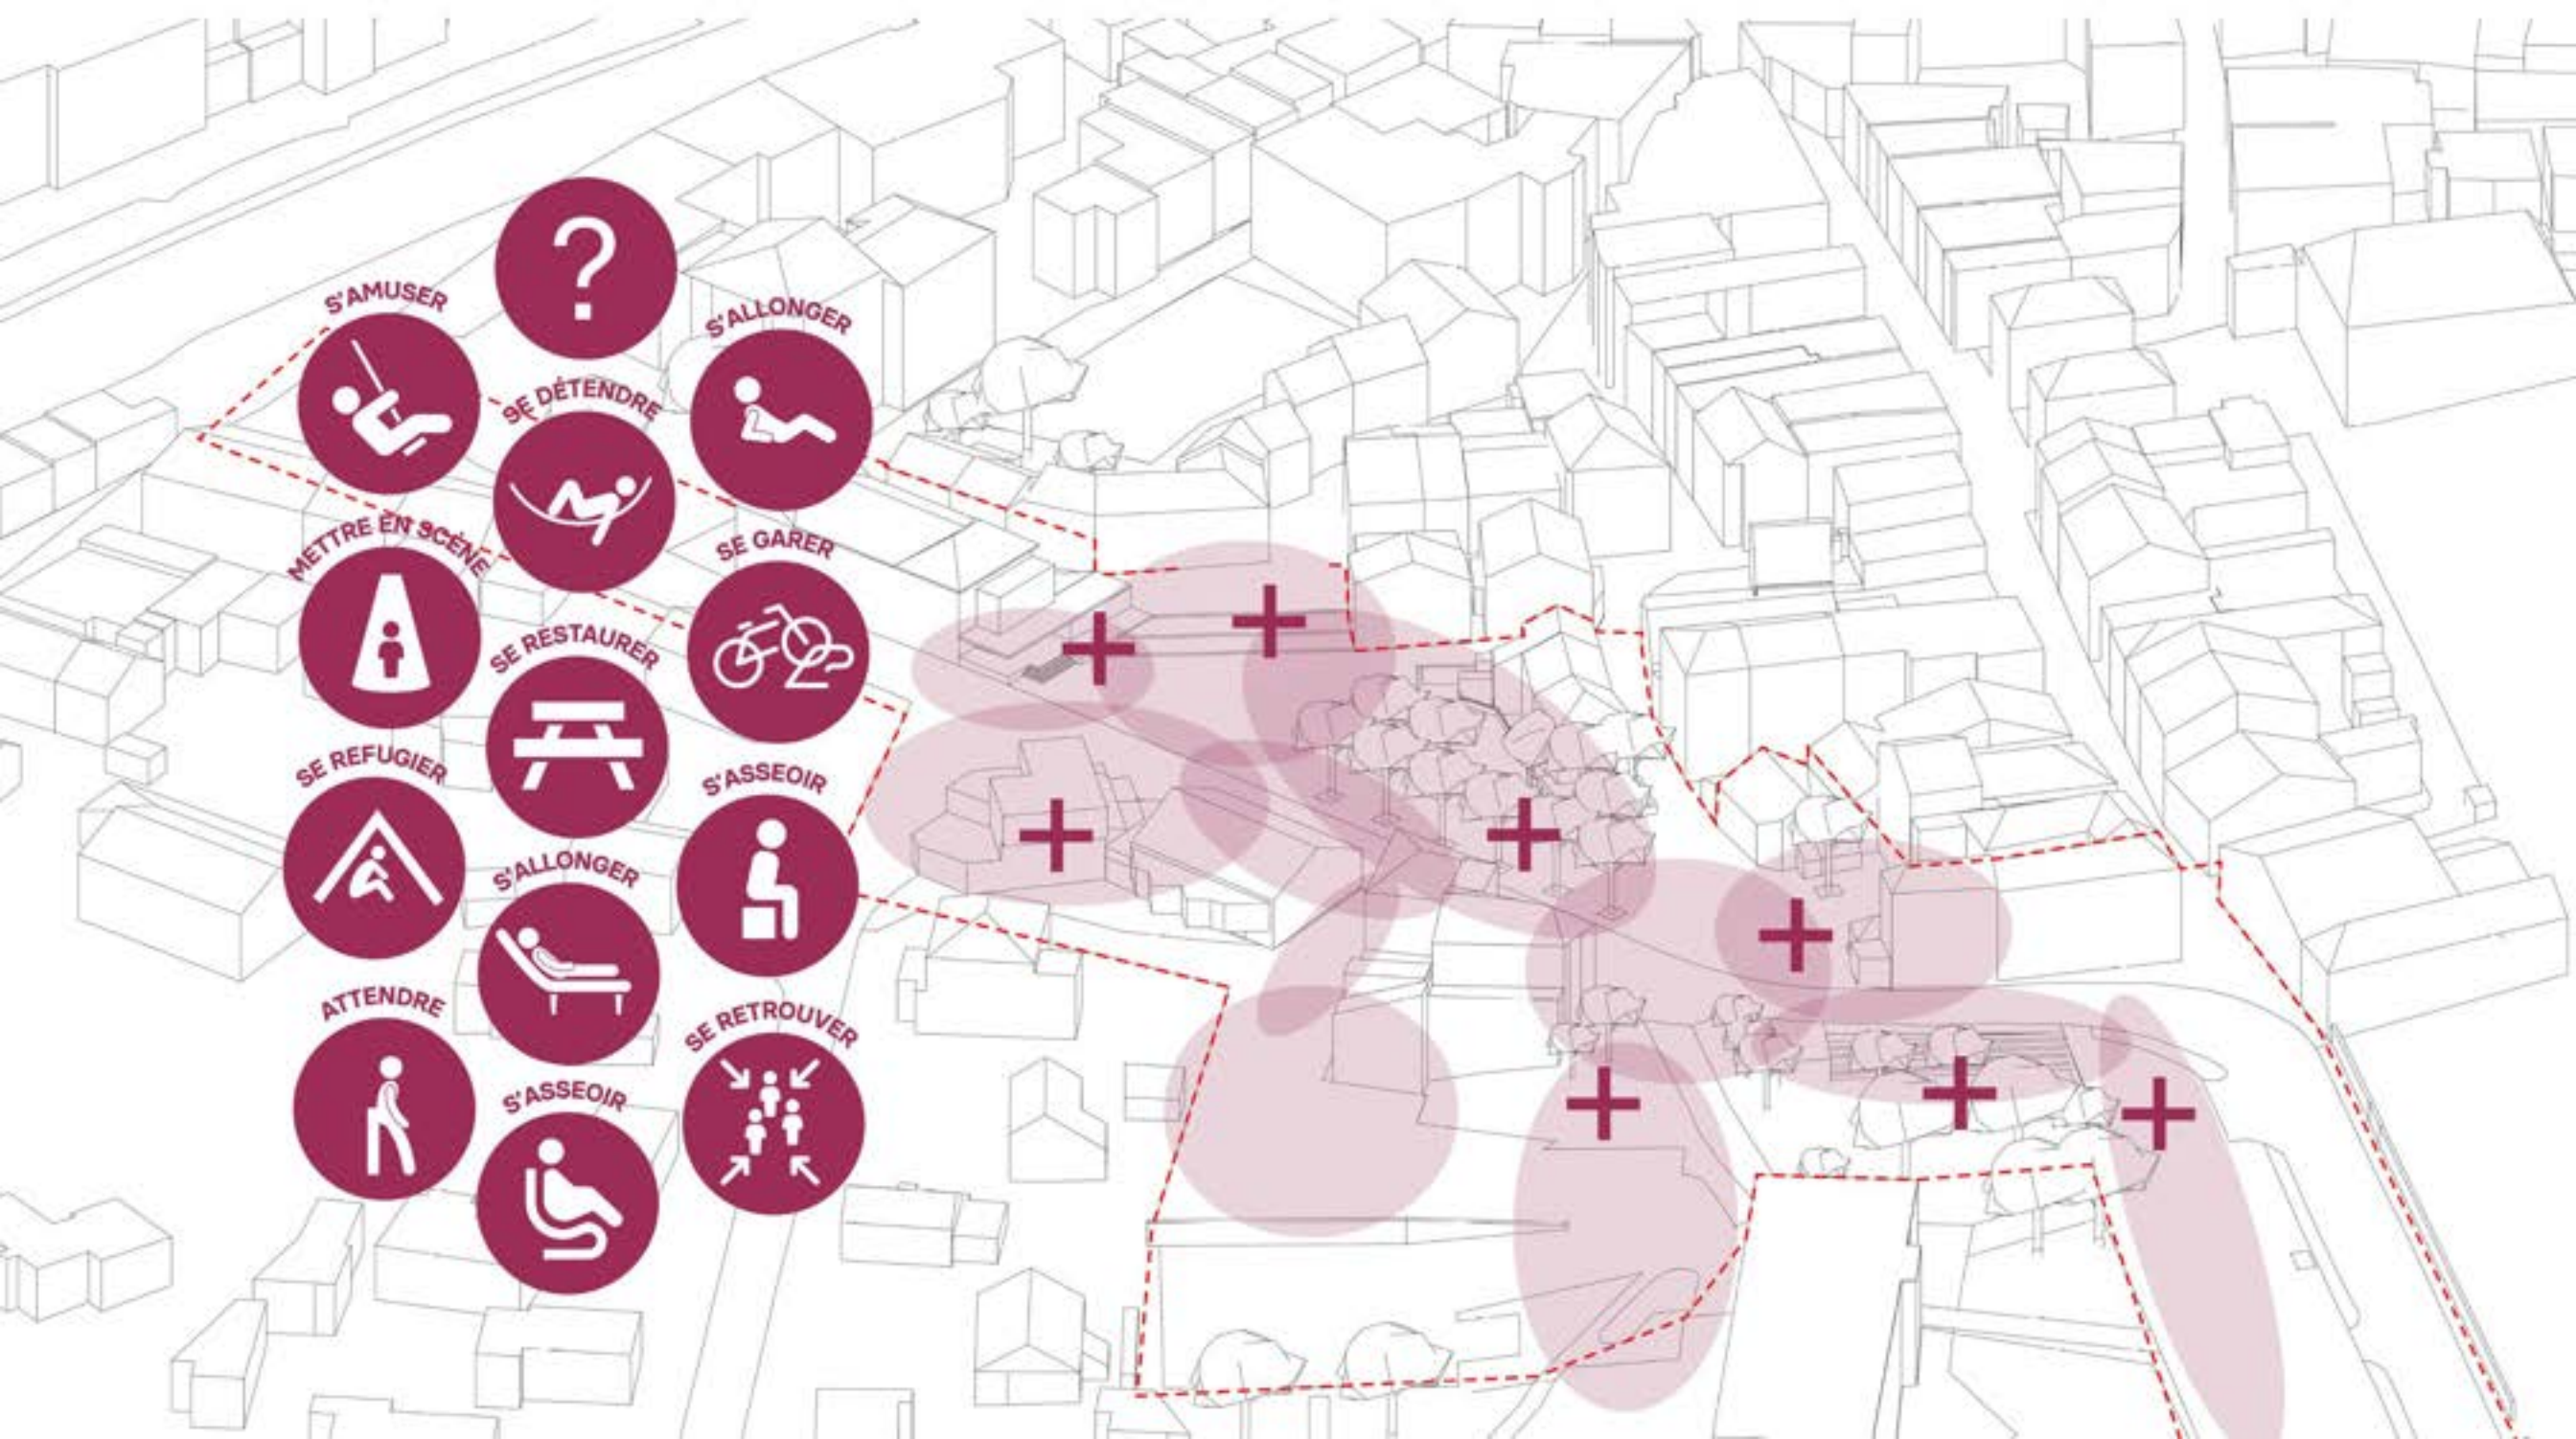 ?
S'AMUSER
S'ALLONGER
SE DÉTENDRE
METTRE EN SCÈNE
SE GARER
SE RESTAURER
SE REFUGIER
S'ASSEOIR
S'ALLONGER
ATTENDRE
SE RETROUVER
S'ASSEOIR